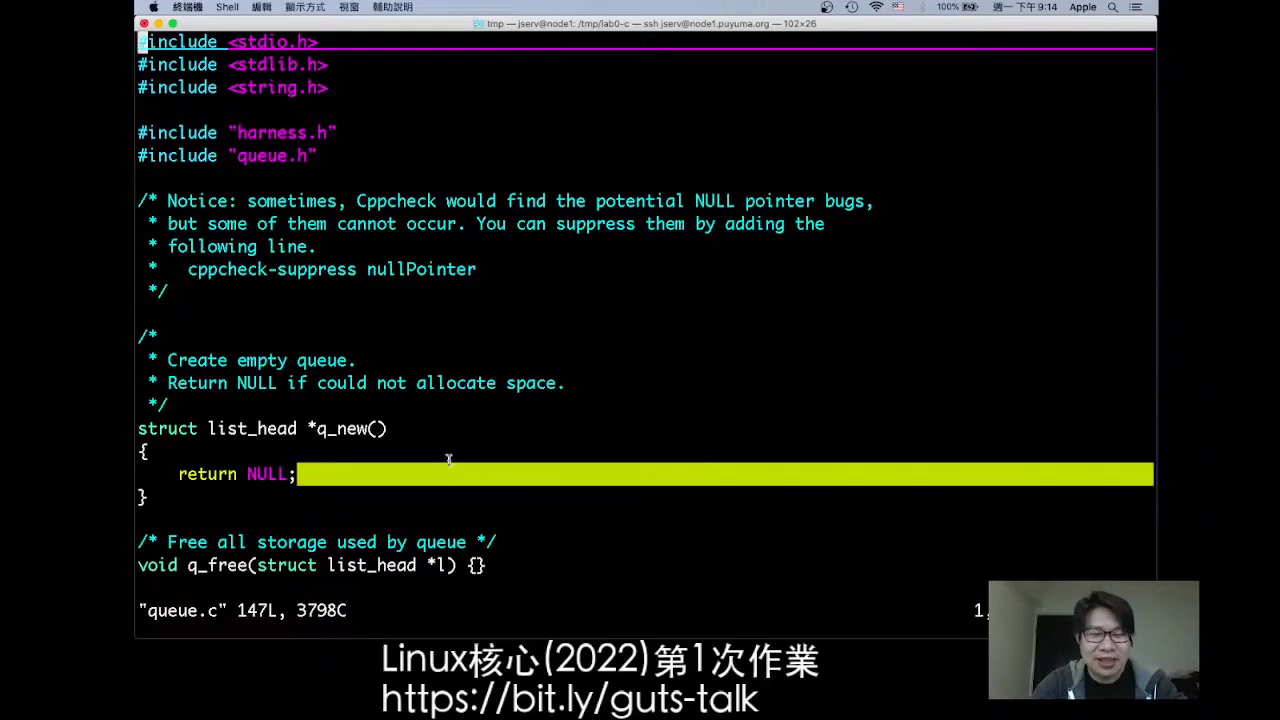 終端機 Shell 編輯 顯示方式 視窗 輔助說明 100% 週一 下午 9:14 Apple
tmp — jserv@node1: /tmp/lab0-c — ssh jserv@node1.puyuma.org — 102×26
#include <stdio.h>
#include <stdlib.h>
#include <string.h>
#include "harness.h"
#include "queue.h"
/* Notice: sometimes, Cppcheck would find the potential NULL pointer bugs,
* but some of them cannot occur. You can suppress them by adding the
* following line.
* cppcheck-suppress nullPointer
*/
/*
* Create empty queue.
* Return NULL if could not allocate space.
*/
struct list_head *q_new()
{
return NULL;
}
/* Free all storage used by queue */
void q_free(struct list_head *l) {}
"queue.c" 147L, 3798C 1,
Linux核心(2022)第1次作業
https://bit.ly/guts-talk